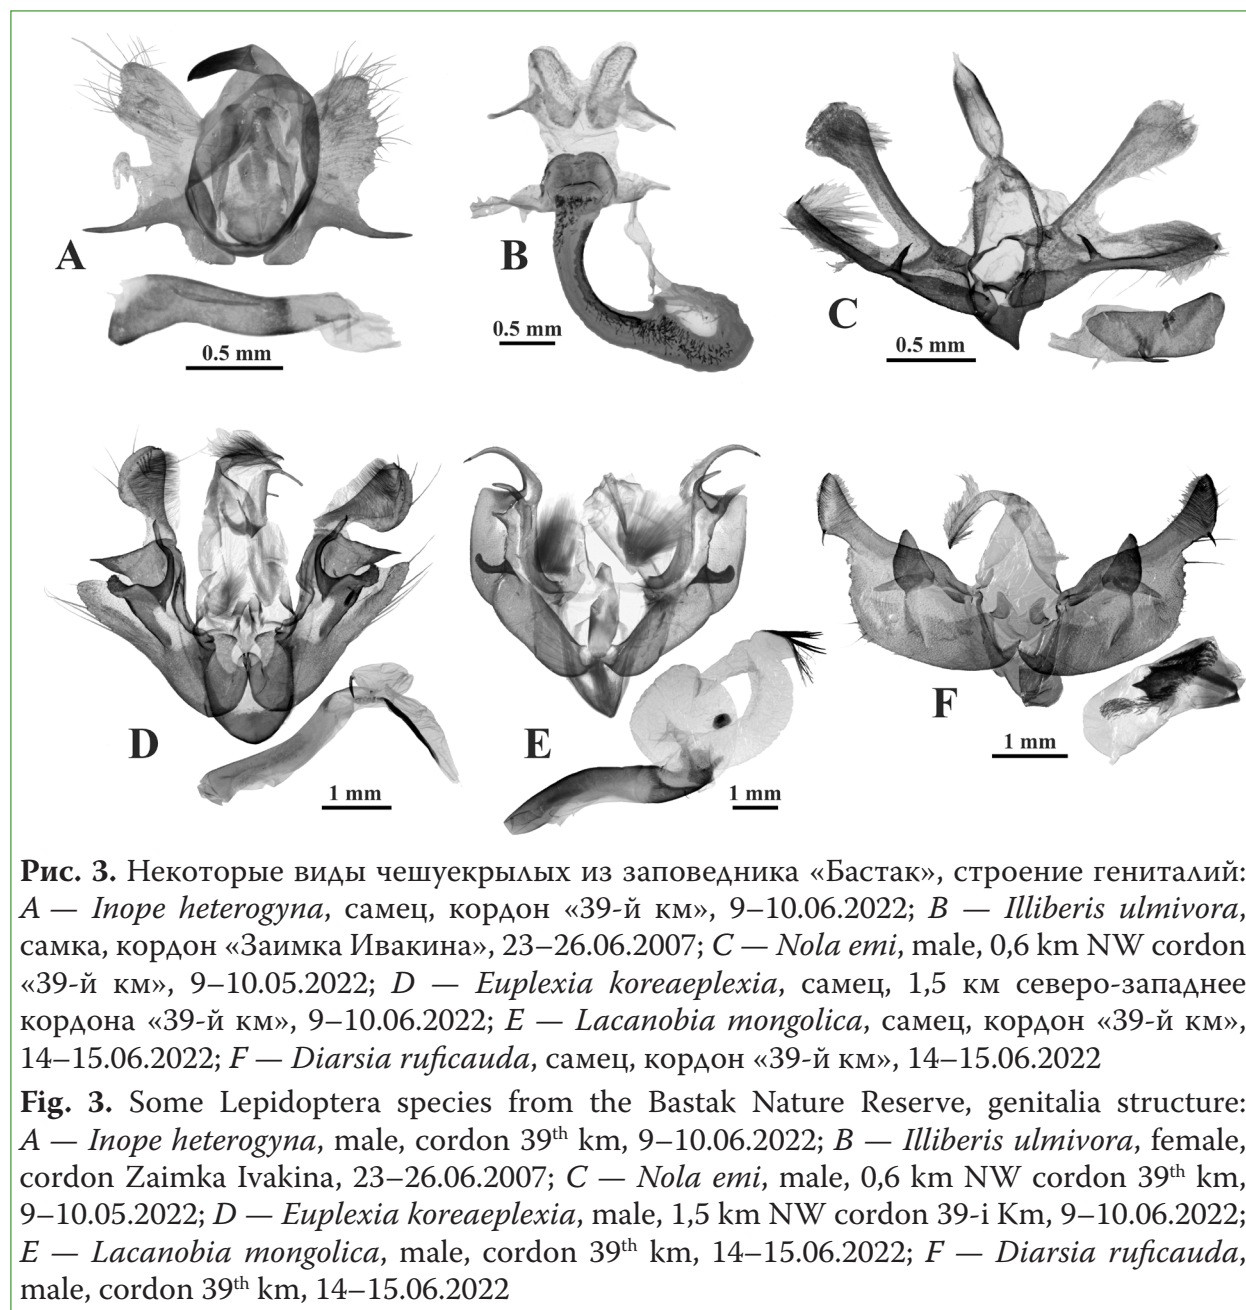 A
0.5 mm
B
0.5 mm
C
0.5 mm
D
1 mm
E
1 mm
F
1 mm
Рис. 3. Некоторые виды чешуекрылых из заповедника «Бастак», строение гениталий:
A — Inope heterogyna, самец, кордон «39-й км», 9–10.06.2022; B — Illiberis ulmivora,
самка, кордон «Заимка Ивакина», 23–26.06.2007; C — Nola emi, male, 0,6 km NW cordon
«39-й км», 9–10.05.2022; D — Euplexia koreaeplexia, самец, 1,5 км северо-западнее
кордона «39-й км», 9–10.06.2022; E — Lacanobia mongolica, самец, кордон «39-й км»,
14–15.06.2022; F — Diarsia ruficauda, самец, кордон «39-й км», 14–15.06.2022
Fig. 3. Some Lepidoptera species from the Bastak Nature Reserve, genitalia structure:
A — Inope heterogyna, male, cordon 39th km, 9–10.06.2022; B — Illiberis ulmivora, female,
cordon Zaimka Ivakina, 23–26.06.2007; C — Nola emi, male, 0,6 km NW cordon 39th km,
9–10.05.2022; D — Euplexia koreaeplexia, male, 1,5 km NW cordon 39-i Km, 9–10.06.2022;
E — Lacanobia mongolica, male, cordon 39th km, 14–15.06.2022; F — Diarsia ruficauda,
male, cordon 39th km, 14–15.06.2022